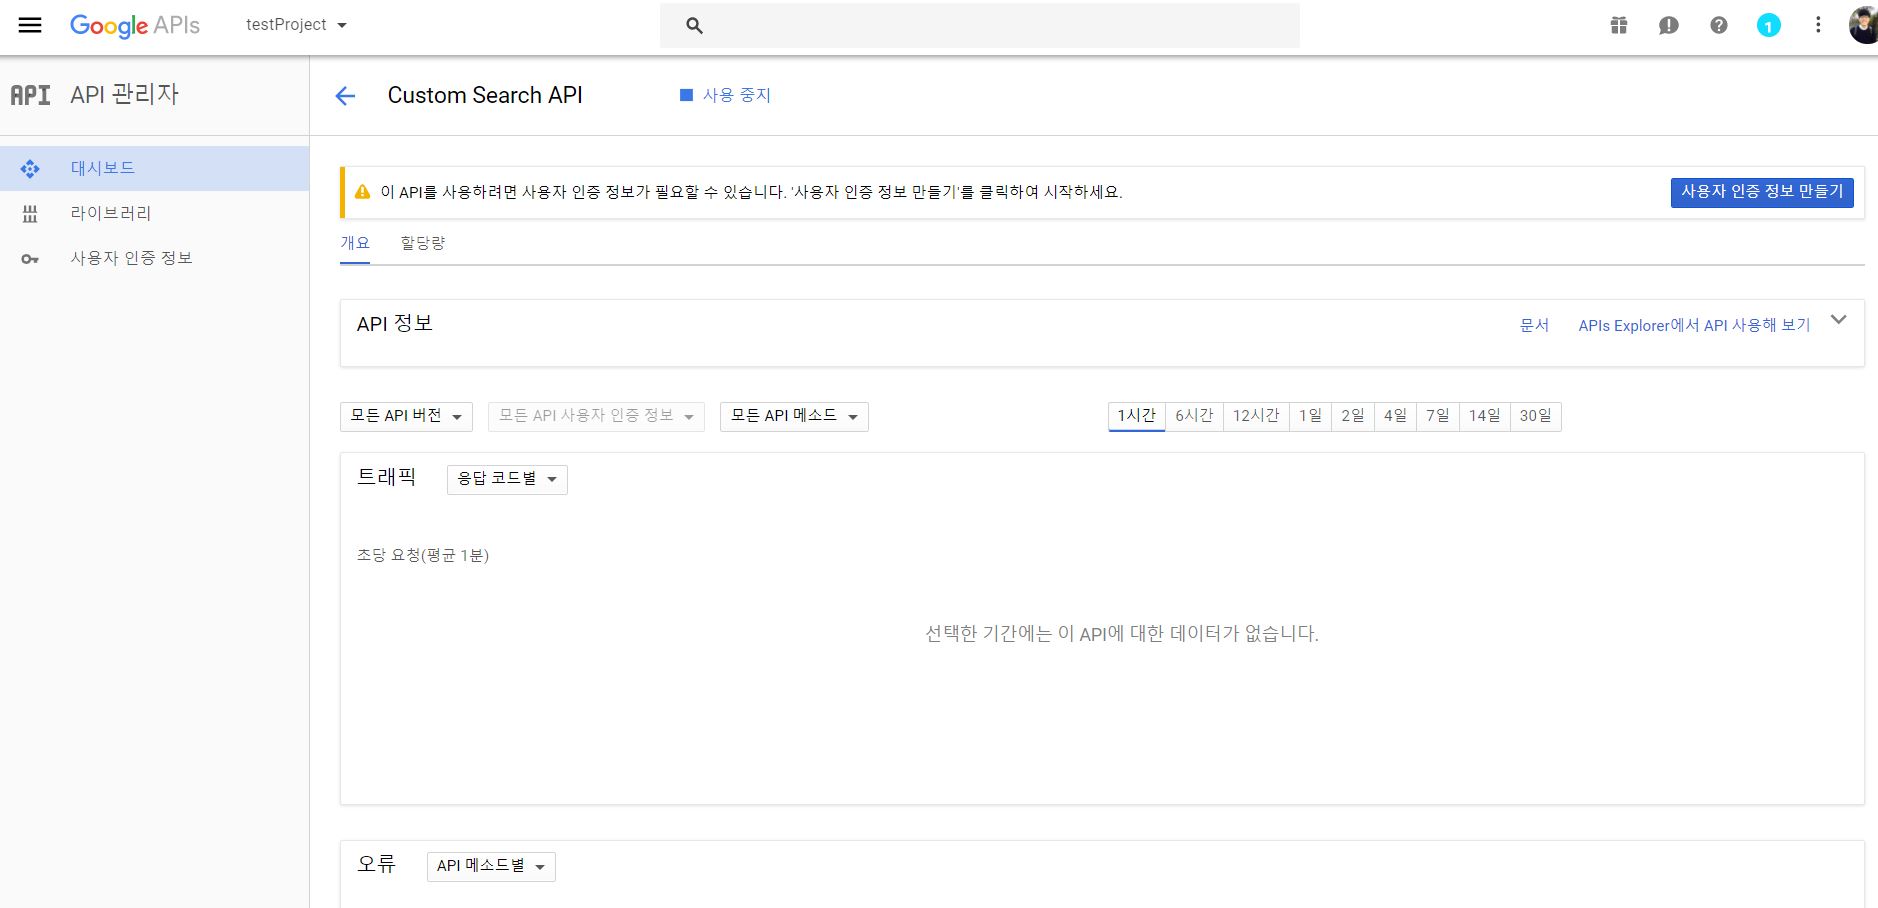 Google APIs testProject
1
API API 관리자
Custom Search API 사용 중지
대시보드
라이브러리
사용자 인증 정보
이 API를 사용하려면 사용자 인증 정보가 필요할 수 있습니다. '사용자 인증 정보 만들기'를 클릭하여 시작하세요. 사용자 인증 정보 만들기
개요 할당량
API 정보 문서 APIs Explorer에서 API 사용해 보기
모든 API 버전 모든 API 사용자 인증 정보 모든 API 메소드 1시간 6시간 12시간 1일 2일 4일 7일 14일 30일
트래픽 응답 코드별
초당 요청(평균 1분)
선택한 기간에는 이 API에 대한 데이터가 없습니다.
오류 API 메소드별